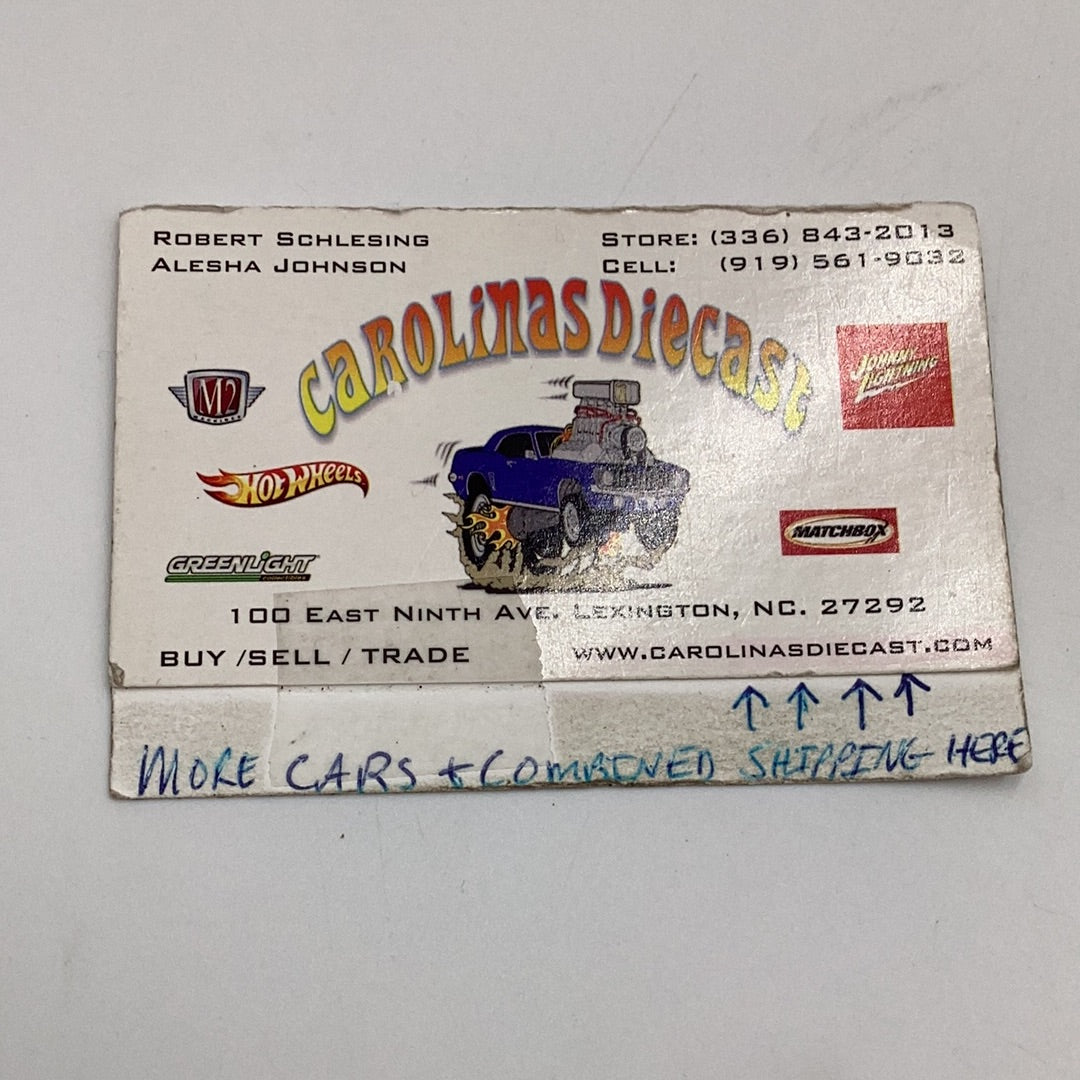 ROBERT SCHLESING
ALESHA JOHNSON
STORE: (336) 843-2013
CELL: (919) 561-9032
CAROLINAS DIECAST
M2
MACHINES
JOHNNY LIGHTNING
HOT WHEELS
MATCHBOX
GREENLIGHT
collectibles
100 EAST NINTH AVE. LEXINGTON, NC. 27292
BUY /SELL / TRADE
WWW.CAROLINASDIECAST.COM
↑ ↑ ↑ ↑
MORE CARS + COMBINED SHIPPING HERE